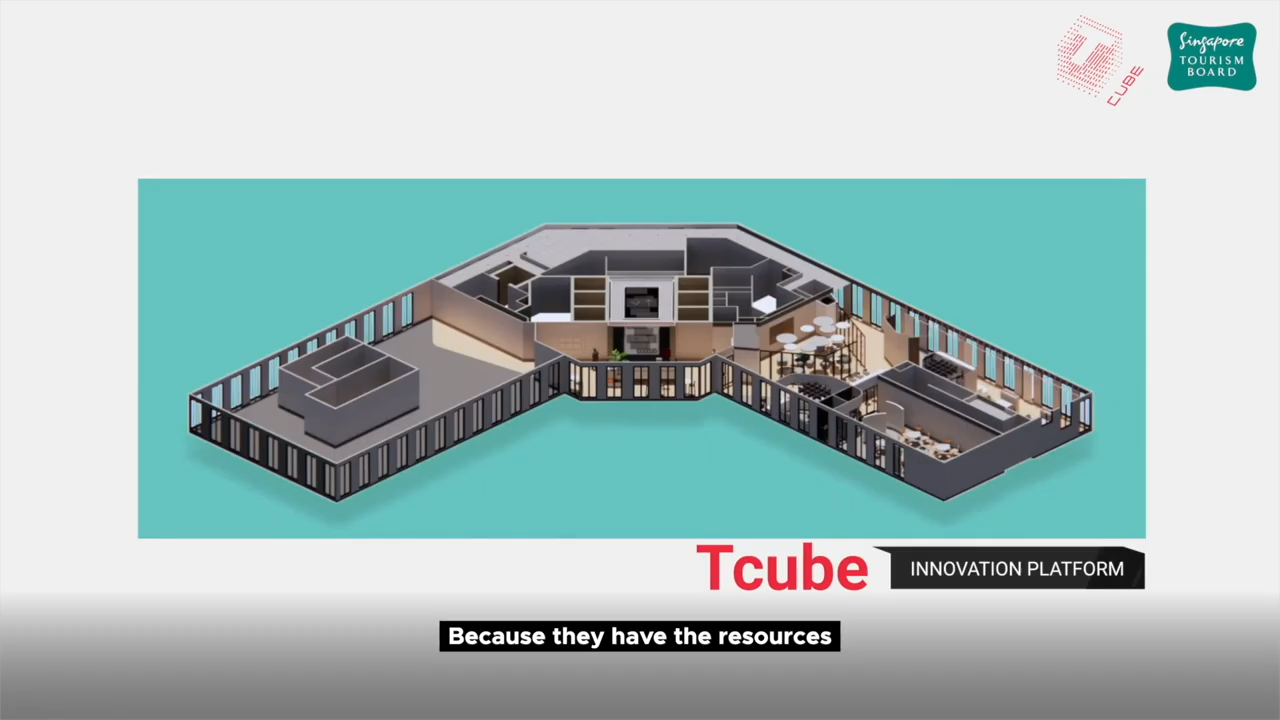 T
CUBE
Singapore
TOURISM
BOARD
Tcube
INNOVATION PLATFORM
Because they have the resources